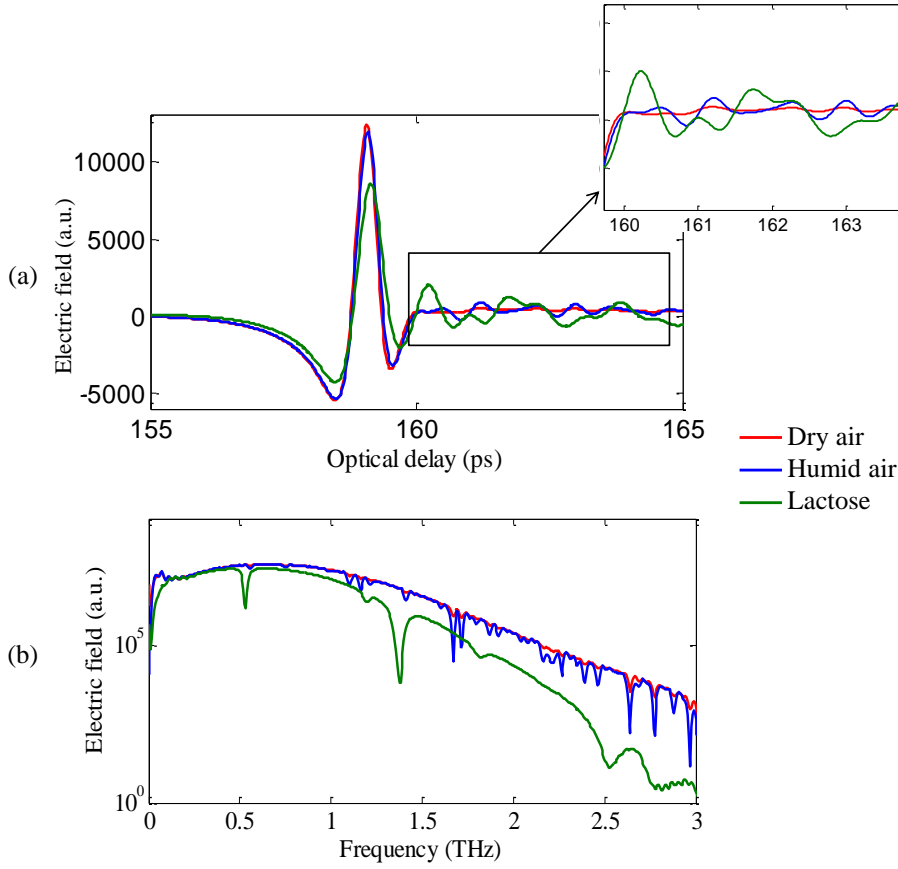 160 161 162 163
(a)
Electric field (a.u.)
10000
5000
0
-5000
155 160 165
Optical delay (ps)
Dry air
Humid air
Lactose
(b)
Electric field (a.u.)
10^5
10^0
0 0.5 1 1.5 2 2.5 3
Frequency (THz)